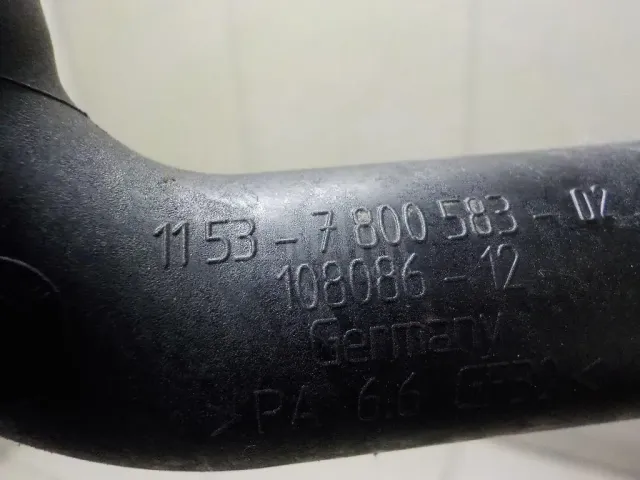 11 53 - 7 800 583 - 02
108086 - 12
Germany
>PA 6.6